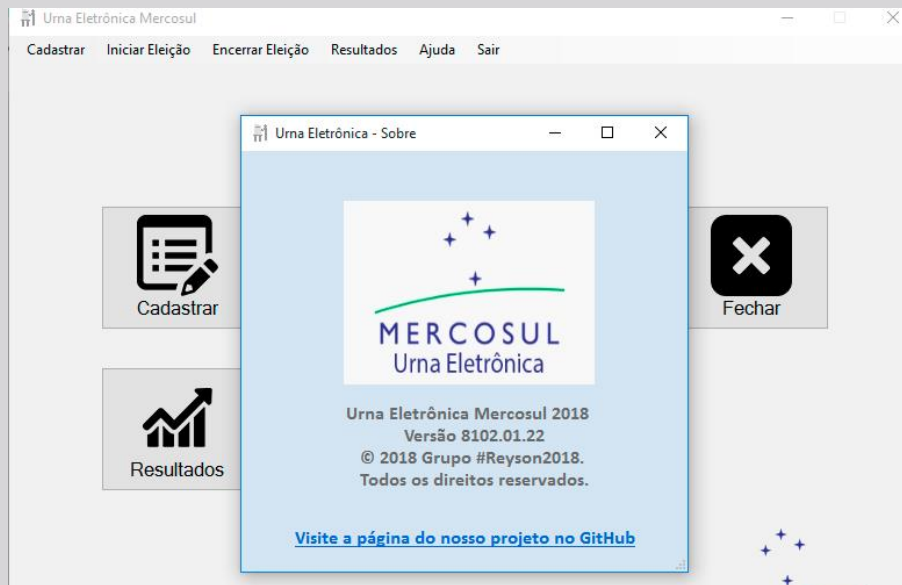 Urna Eletrônica Mercosul
Cadastrar Iniciar Eleição Encerrar Eleição Resultados Ajuda Sair
Urna Eletrônica - Sobre
Cadastrar
Fechar
MERCOSUL
Urna Eletrônica
Resultados
Urna Eletrônica Mercosul 2018
Versão 8102.01.22
© 2018 Grupo #Reyson2018.
Todos os direitos reservados.
Visite a página do nosso projeto no GitHub